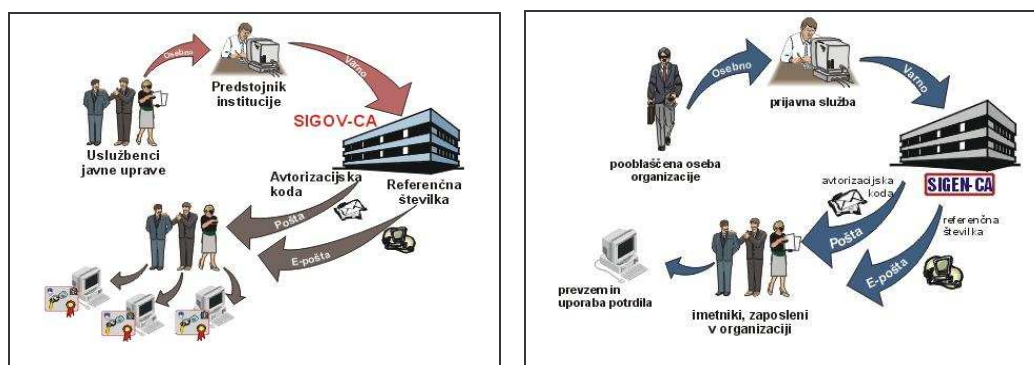 Osebno
Varno
Predstojnik
institucije
SIGOV-CA
Uslužbenci
javne uprave
Avtorizacijska
koda
Referenčna
številka
Pošta
E-pošta
Osebno
Varno
prijavna služba
pooblaščena oseba
organizacije
SIGEN-CA
avtorizacijska
koda
referenčna
številka
Pošta
E-pošta
prevzem in
uporaba potrdila
imetniki, zaposleni
v organizaciji